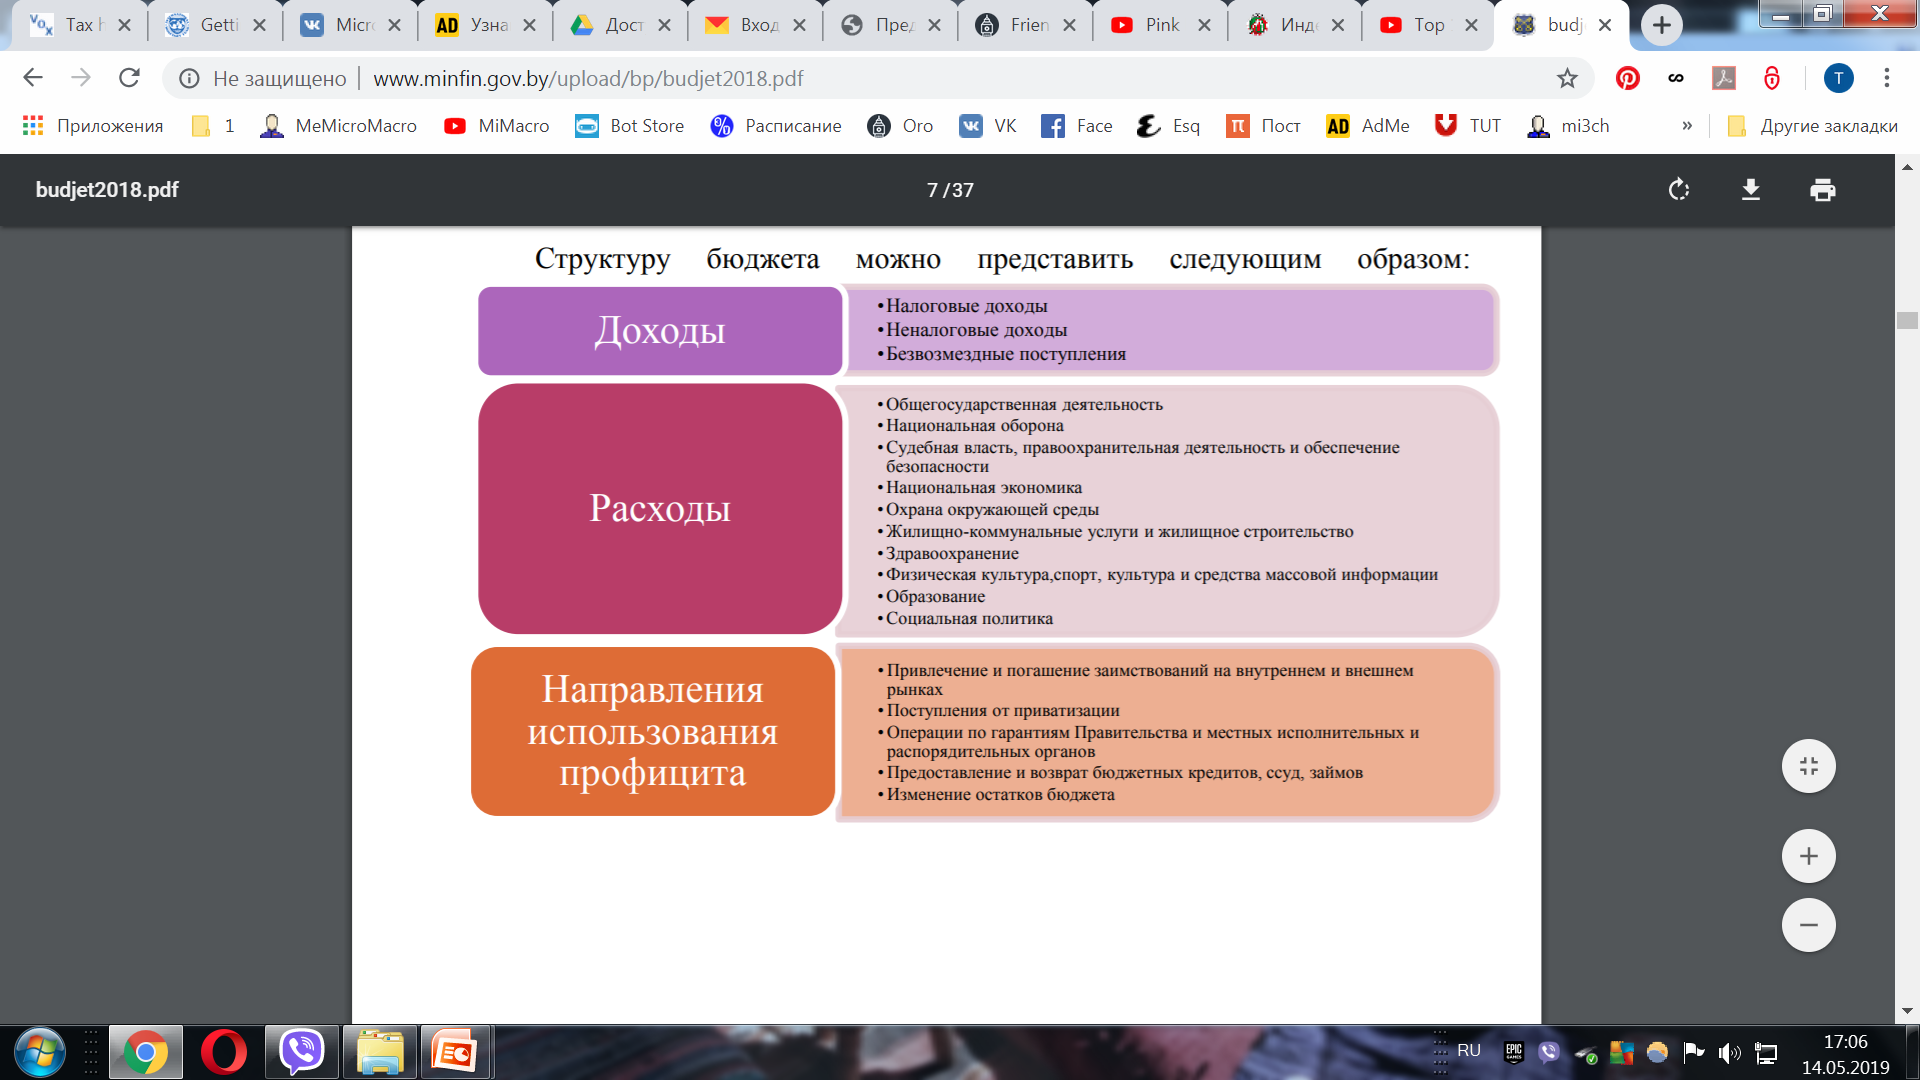 Tax h
Getti
Micro
Узна
Дост
Вход
Пред
Frien
Pink
Инде
Top
budje
Не защищено
www.minfin.gov.by/upload/bp/budjet2018.pdf
T
Приложения
1
MeMicroMacro
MiMacro
Bot Store
Расписание
Oro
VK
Face
Esq
Пост
AdMe
TUT
mi3ch
»
Другие закладки
budjet2018.pdf
7 / 37
Структуру бюджета можно представить следующим образом:
Доходы
•Налоговые доходы
•Неналоговые доходы
•Безвозмездные поступления
Расходы
•Общегосударственная деятельность
•Национальная оборона
•Судебная власть, правоохранительная деятельность и обеспечение
безопасности
•Национальная экономика
•Охрана окружающей среды
•Жилищно-коммунальные услуги и жилищное строительство
•Здравоохранение
•Физическая культура,спорт, культура и средства массовой информации
•Образование
•Социальная политика
Направления
использования
профицита
•Привлечение и погашение заимствований на внутреннем и внешнем
рынках
•Поступления от приватизации
•Операции по гарантиям Правительства и местных исполнительных и
распорядительных органов
•Предоставление и возврат бюджетных кредитов, ссуд, займов
•Изменение остатков бюджета
RU
EPIC
GAMES
17:06
14.05.2019